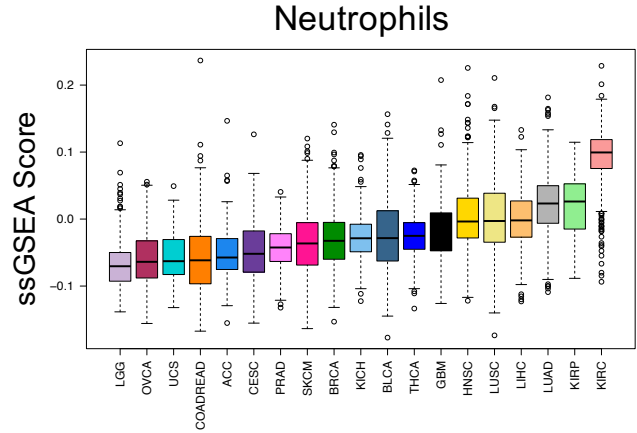 Neutrophils
ssGSEA Score
0.2
0.1
0.0
−0.1
LGG
OVCA
UCS
COADREAD
ACC
CESC
PRAD
SKCM
BRCA
KICH
BLCA
THCA
GBM
HNSC
LUSC
LIHC
LUAD
KIRP
KIRC